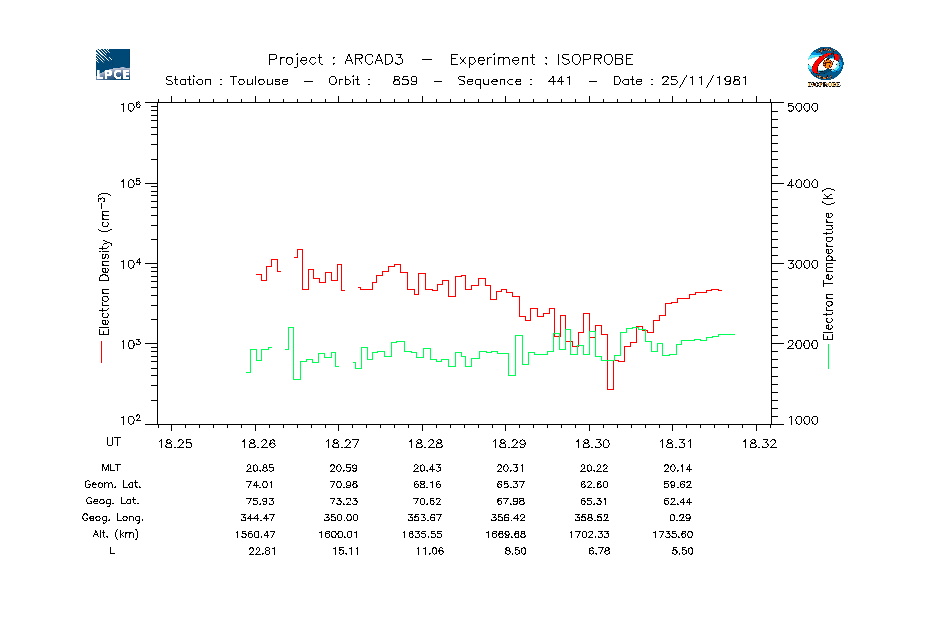 LPCE
Project : ARCAD3 – Experiment : ISOPROBE
Station : Toulouse – Orbit : 859 – Sequence : 441 – Date : 25/11/1981
ISOPROBE
10⁶ 5000
10⁵ 4000
10⁴ 3000
10³ 2000
10² 1000
Electron Density (cm⁻³)
Electron Temperature (K)
UT 18.25 18.26 18.27 18.28 18.29 18.30 18.31 18.32
MLT 20.85 20.59 20.43 20.31 20.22 20.14
Geom. Lat. 74.01 70.96 68.16 65.37 62.60 59.62
Geog. Lat. 75.93 73.23 70.62 67.98 65.31 62.44
Geog. Long. 344.47 350.00 353.67 356.42 358.52 0.29
Alt. (km) 1560.47 1600.01 1635.55 1669.68 1702.33 1735.60
L 22.81 15.11 11.06 8.50 6.78 5.50